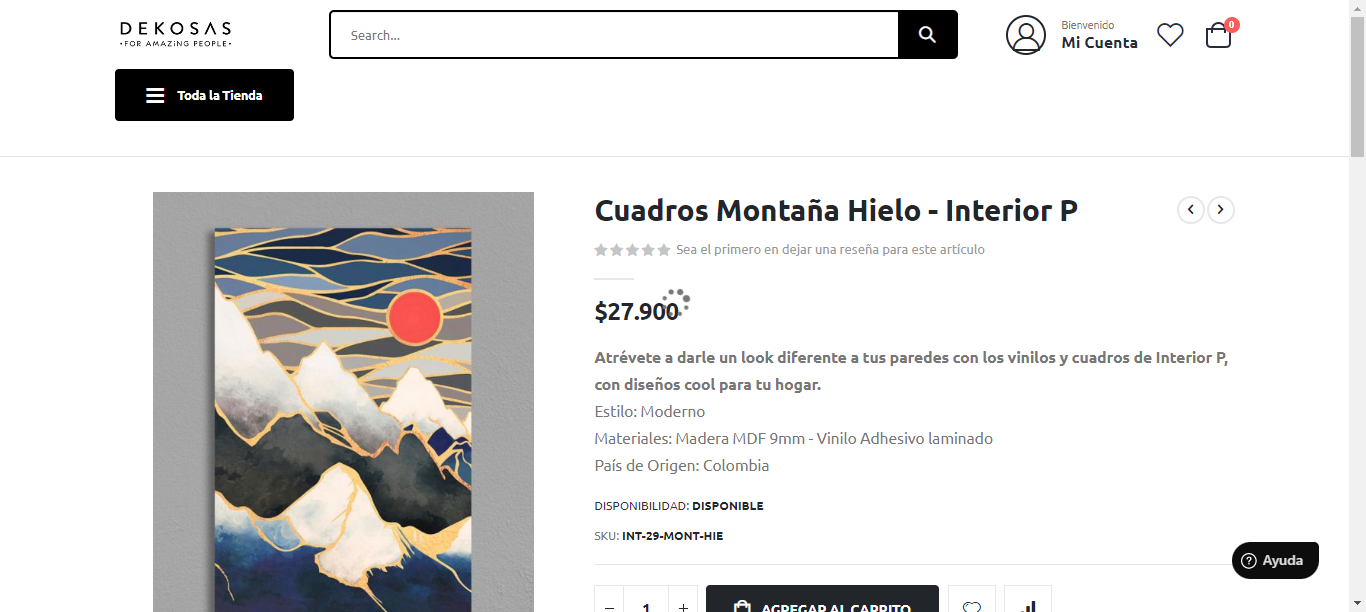 DEKOSAS
•FOR AMAZING PEOPLE•
Search...
Bienvenido
Mi Cuenta
0
Toda la Tienda
Cuadros Montaña Hielo - Interior P
Sea el primero en dejar una reseña para este artículo
$27.900
Atrévete a darle un look diferente a tus paredes con los vinilos y cuadros de Interior P,
con diseños cool para tu hogar.
Estilo: Moderno
Materiales: Madera MDF 9mm - Vinilo Adhesivo laminado
País de Origen: Colombia
DISPONIBILIDAD: DISPONIBLE
SKU: INT-29-MONT-HIE
? Ayuda
− 1 + AGREGAR AL CARRITO